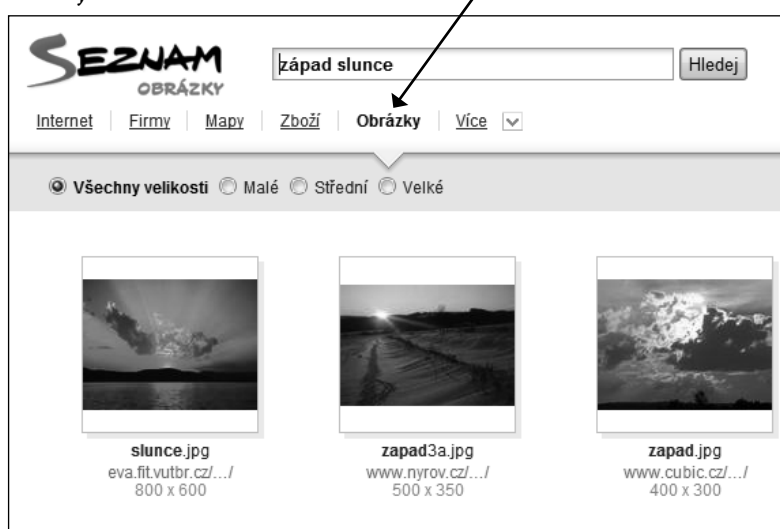 SEZNAM
OBRÁZKY
západ slunce
Hledej
Internet Firmy Mapy Zboží Obrázky Více
Všechny velikosti Malé Střední Velké
slunce.jpg zapad3a.jpg zapad.jpg
eva.fit.vutbr.cz/.../ www.nyrov.cz/.../ www.cubic.cz/.../
800 x 600 500 x 350 400 x 300